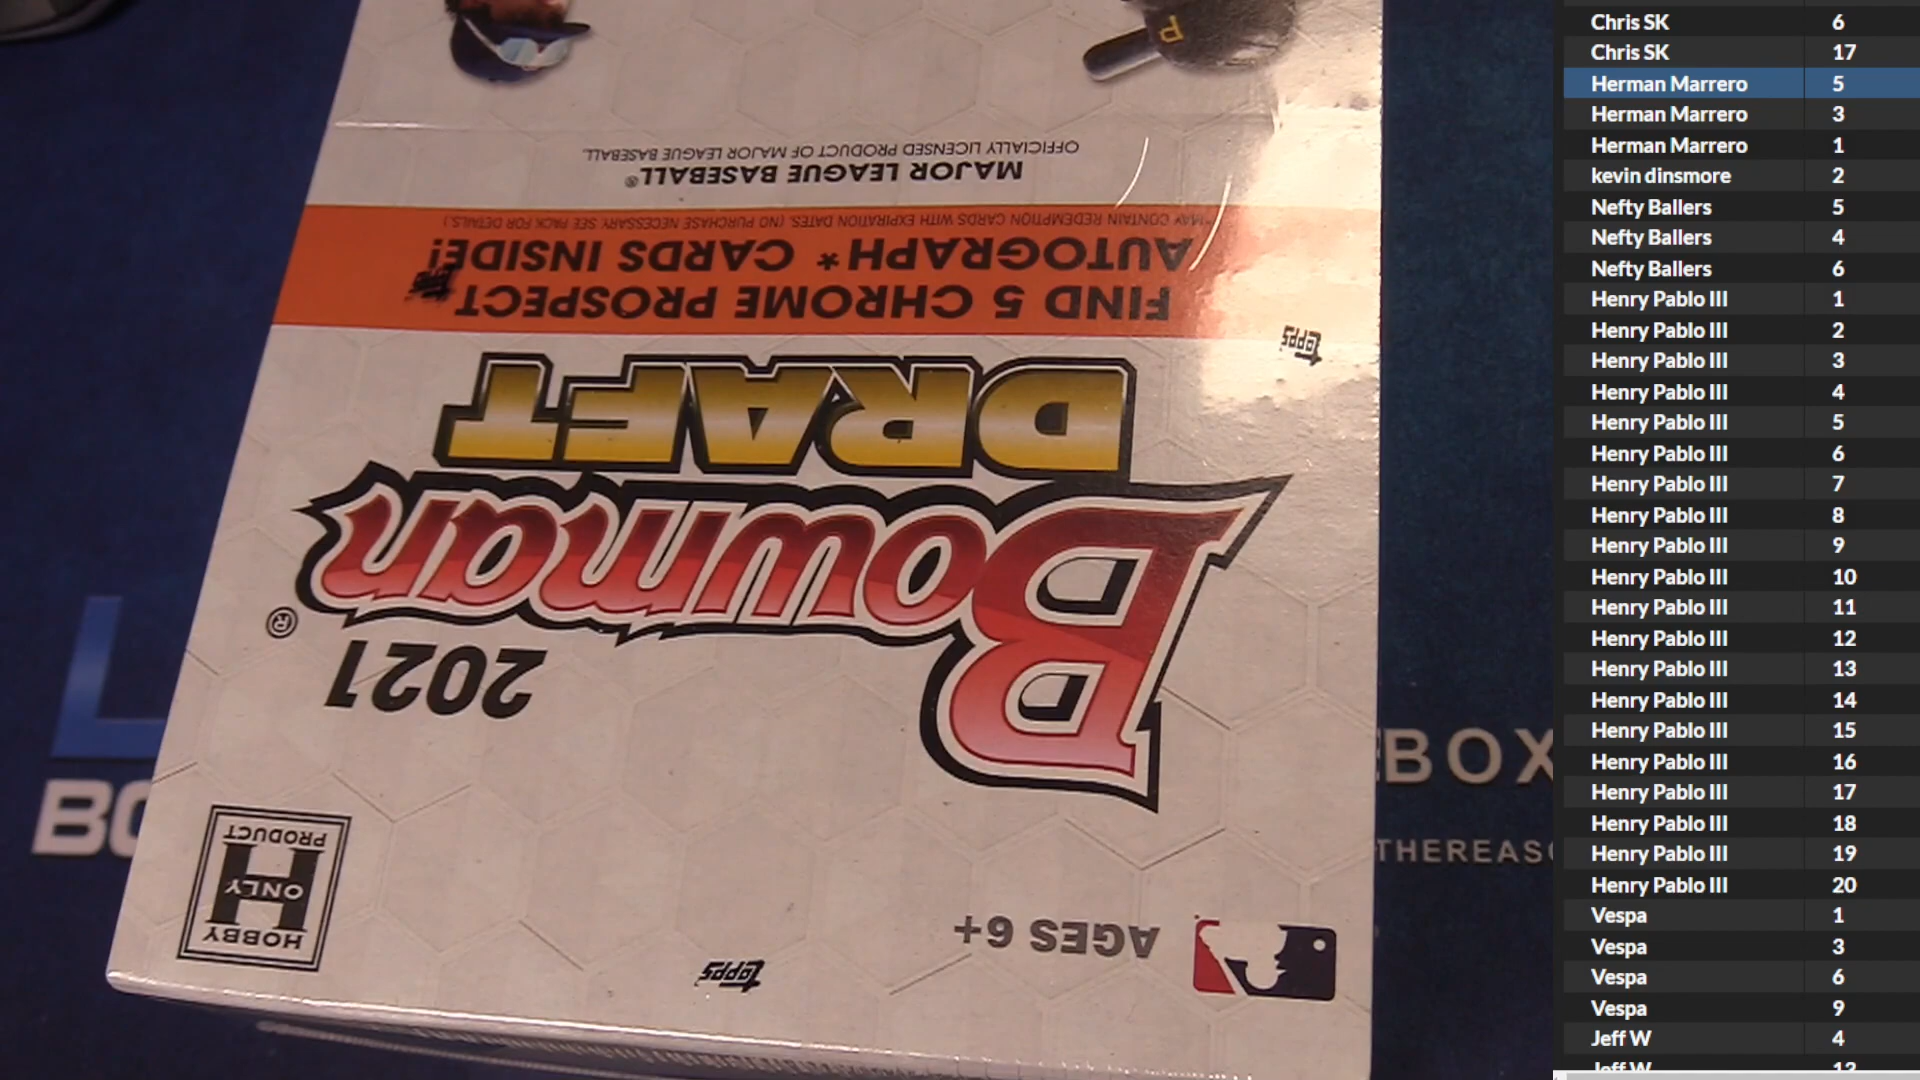 P
OFFICIALLY LICENSED PRODUCT OF MAJOR LEAGUE BASEBALL.
MAJOR LEAGUE BASEBALL®
*MAY CONTAIN REDEMPTION CARDS WITH EXPIRATION DATES. (NO PURCHASE NECESSARY. SEE PACK FOR DETAILS.)
AUTOGRAPH* CARDS INSIDE!
FIND 5 CHROME PROSPECT
topps
DRAFT
BOWMAN
®
2021
HOBBY
ONLY
H
PRODUCT
AGES 6+
topps
BO
BOX
THEREAS
Chris SK 6
Chris SK 17
Herman Marrero 5
Herman Marrero 3
Herman Marrero 1
kevin dinsmore 2
Nefty Ballers 5
Nefty Ballers 4
Nefty Ballers 6
Henry Pablo III 1
Henry Pablo III 2
Henry Pablo III 3
Henry Pablo III 4
Henry Pablo III 5
Henry Pablo III 6
Henry Pablo III 7
Henry Pablo III 8
Henry Pablo III 9
Henry Pablo III 10
Henry Pablo III 11
Henry Pablo III 12
Henry Pablo III 13
Henry Pablo III 14
Henry Pablo III 15
Henry Pablo III 16
Henry Pablo III 17
Henry Pablo III 18
Henry Pablo III 19
Henry Pablo III 20
Vespa 1
Vespa 3
Vespa 6
Vespa 9
Jeff W 4
Jeff W 12